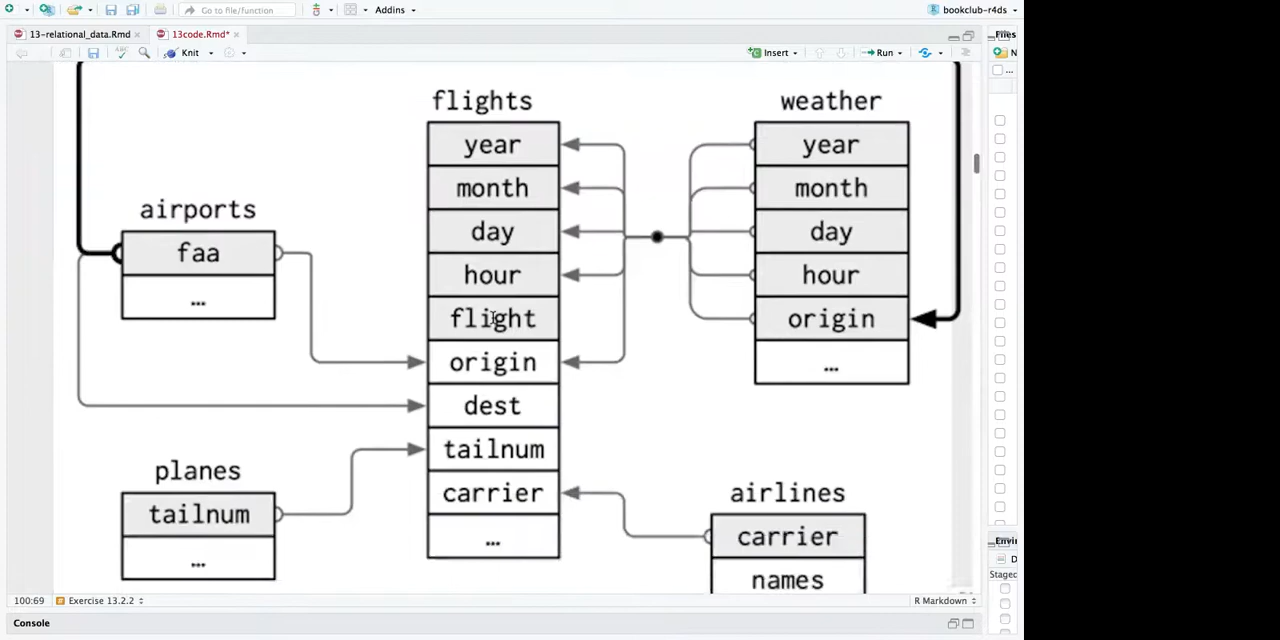 Go to file/function
Addins
bookclub-r4ds
13-relational_data.Rmd
13code.Rmd*
Files
Knit
Insert
Run
N
...
flights
weather
year
year
month
month
airports
day
day
faa
hour
hour
...
flight
origin
origin
...
dest
planes
tailnum
airlines
tailnum
carrier
carrier
...
...
names
100:69
Exercise 13.2.2
R Markdown
Console
Envir
D
Staged